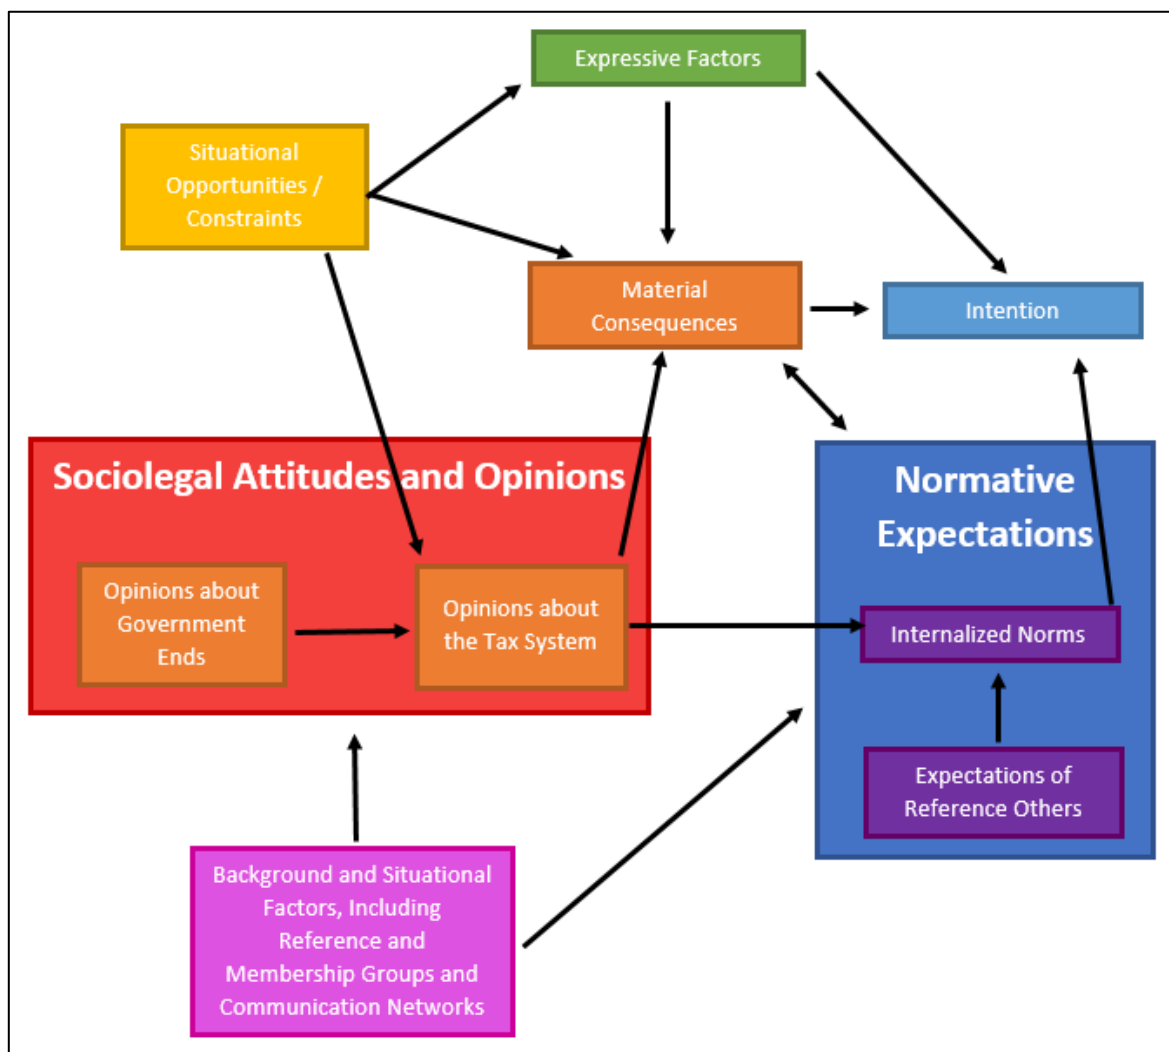 Expressive Factors
Situational
Opportunities /
Constraints
Material
Consequences
Intention
Sociolegal Attitudes and Opinions
Normative
Expectations
Opinions about
Government
Ends
Opinions about
the Tax System
Internalized Norms
Expectations of
Reference Others
Background and Situational
Factors, Including
Reference and
Membership Groups and
Communication Networks